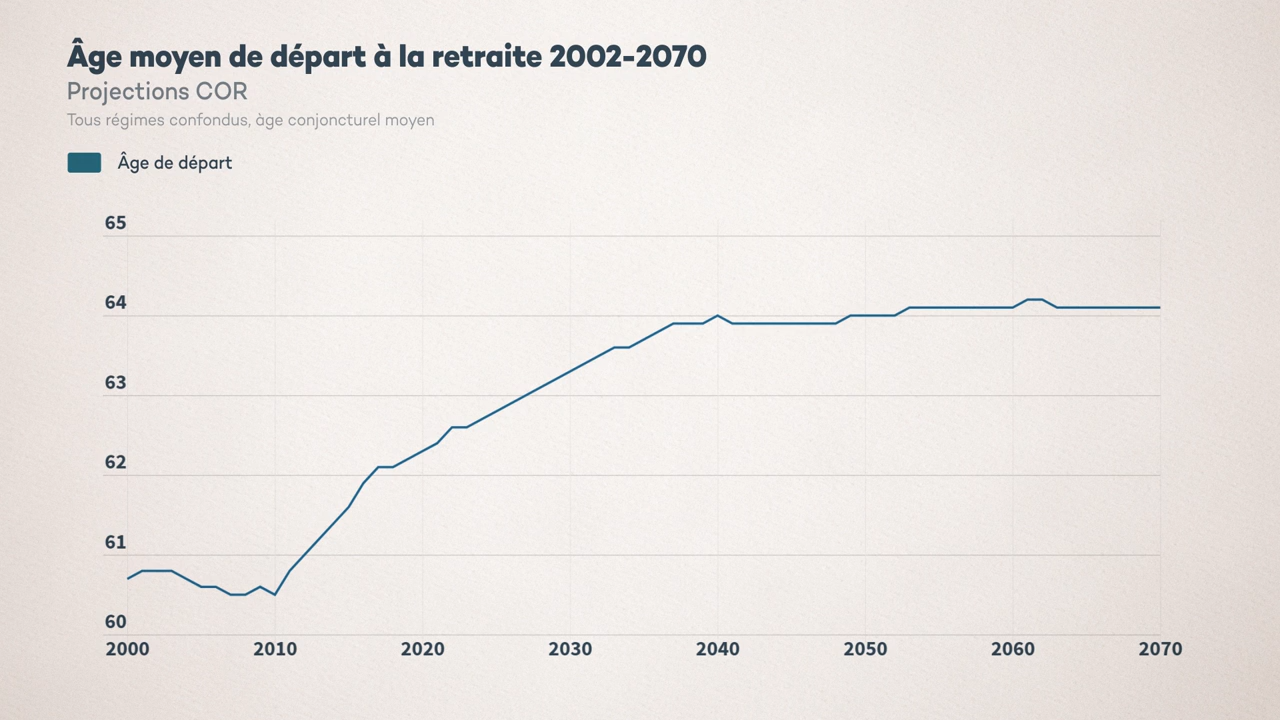 Âge moyen de départ à la retraite 2002-2070
Projections COR
Tous régimes confondus, àge conjoncturel moyen
Âge de départ
65
64
63
62
61
60
2000 2010 2020 2030 2040 2050 2060 2070